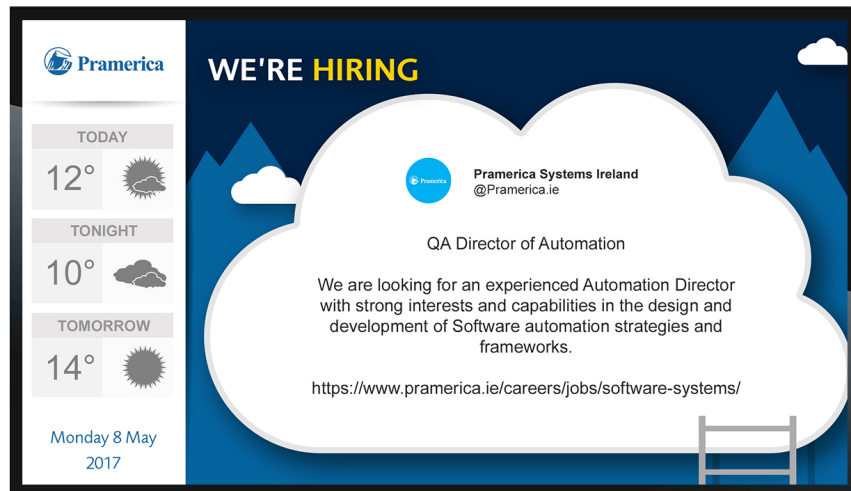 Pramerica
TODAY
12°
TONIGHT
10°
TOMORROW
14°
Monday 8 May
2017
WE'RE HIRING
Pramerica
Pramerica Systems Ireland
@Pramerica.ie
QA Director of Automation
We are looking for an experienced Automation Director
with strong interests and capabilities in the design and
development of Software automation strategies and
frameworks.
https://www.pramerica.ie/careers/jobs/software-systems/